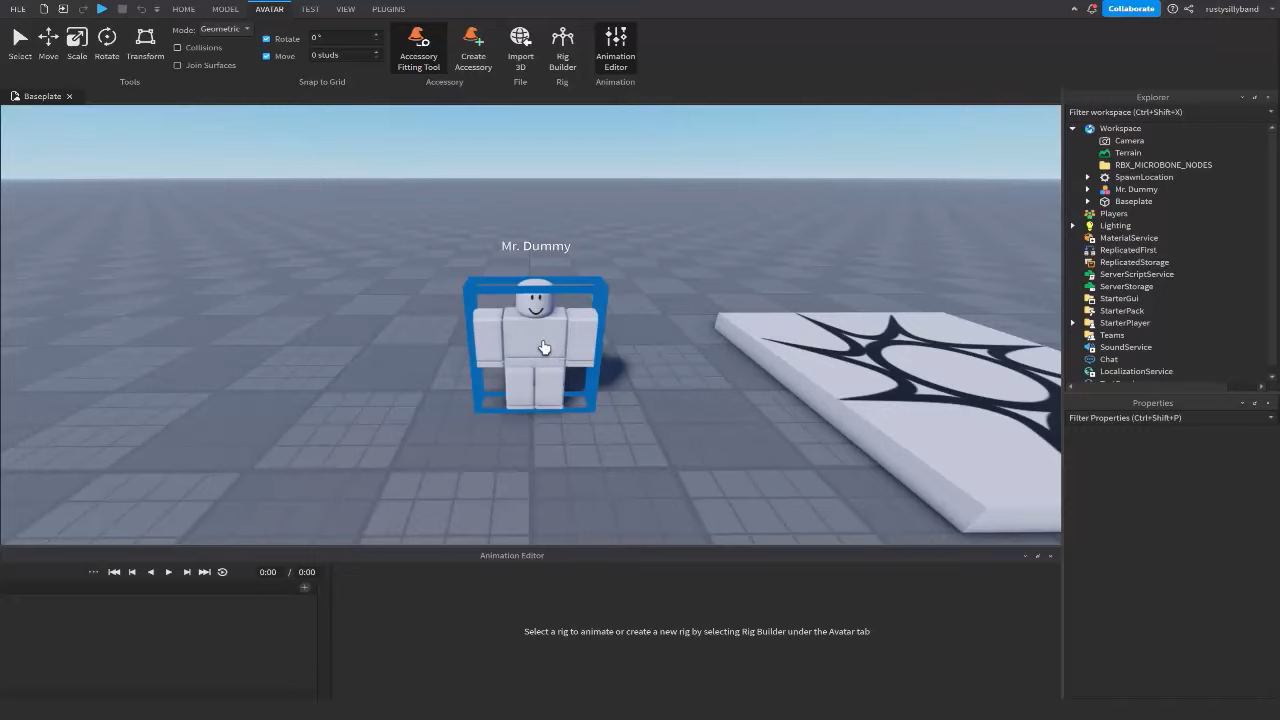 FILE HOME MODEL AVATAR TEST VIEW PLUGINS Collaborate rustysillyband
Select Move Scale Rotate Transform
Mode: Geometric
Collisions
Join Surfaces
Tools
Rotate 0 °
Move 0 studs
Snap to Grid
Accessory Fitting Tool
Create Accessory
Accessory
Import 3D
File
Rig Builder
Rig
Animation Editor
Animation
Baseplate
Mr. Dummy
Explorer
Filter workspace (Ctrl+Shift+X)
Workspace
Camera
Terrain
RBX_MICROBONE_NODES
SpawnLocation
Mr. Dummy
Baseplate
Players
Lighting
MaterialService
ReplicatedFirst
ReplicatedStorage
ServerScriptService
ServerStorage
StarterGui
StarterPack
StarterPlayer
Teams
SoundService
Chat
LocalizationService
Properties
Filter Properties (Ctrl+Shift+P)
Animation Editor
0:00 / 0:00
Select a rig to animate or create a new rig by selecting Rig Builder under the Avatar tab